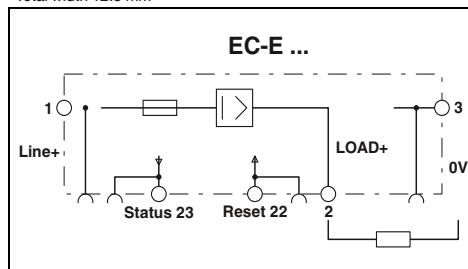 EC-E ...
1
3
Line+
LOAD+
0V
Status 23
Reset 22
2